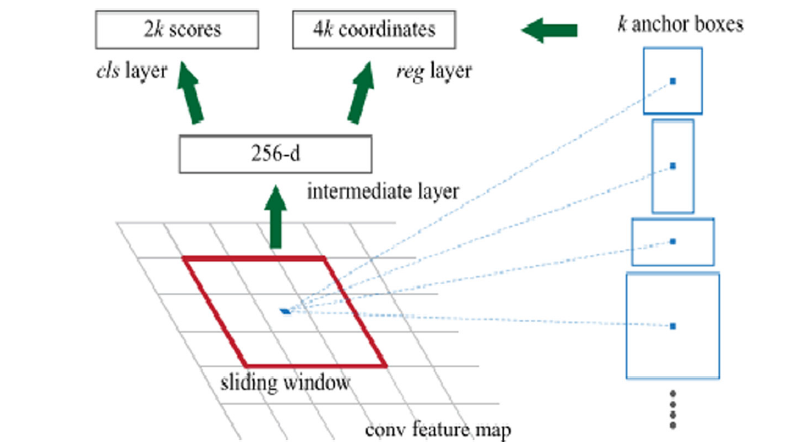 2k scores
4k coordinates
k anchor boxes
cls layer
reg layer
256-d
intermediate layer
sliding window
conv feature map